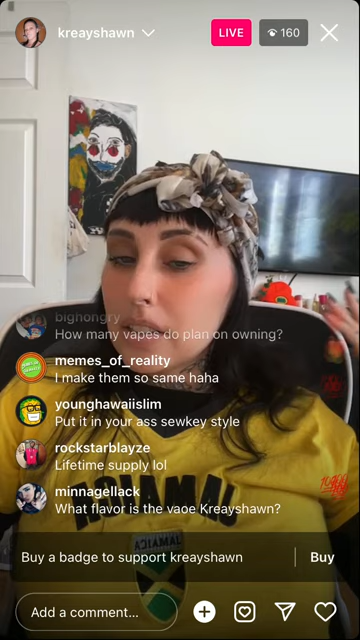 kreayshawn
LIVE
160
bighongry
How many vapes do plan on owning?
memes_of_reality
I make them so same haha
younghawaiislim
Put it in your ass sewkey style
rockstarblayze
Lifetime supply lol
minnagellack
What flavor is the vaoe Kreayshawn?
JAMAICA
Buy a badge to support kreayshawn
Buy
Add a comment...